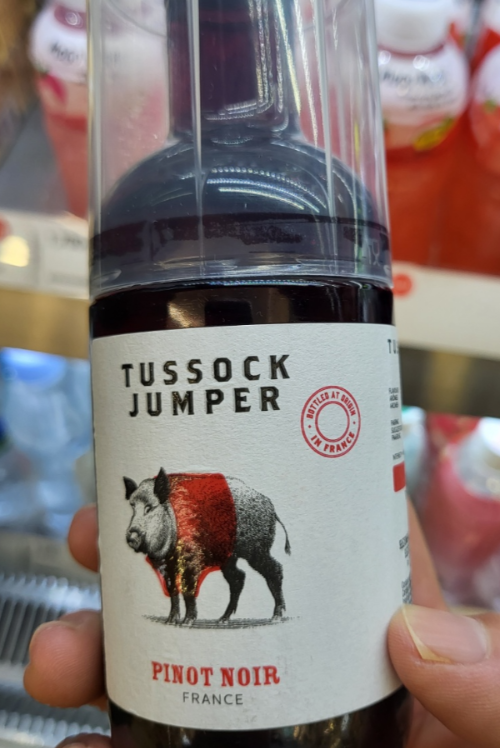 TUSSOCK
JUMPER
BOTTLED AT ORIGIN
IN FRANCE
PINOT NOIR
FRANCE